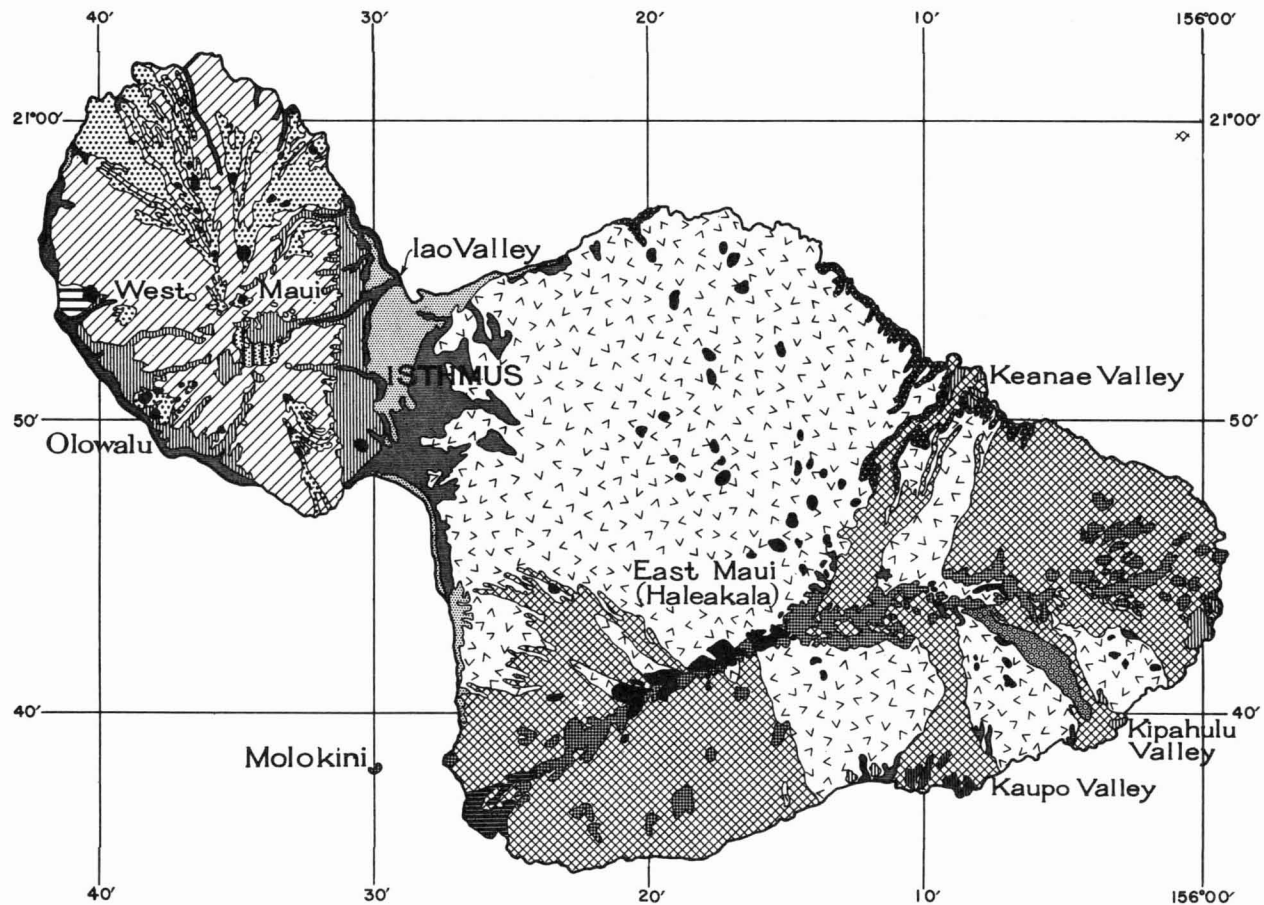 40′ 30′ 20′ 10′ 156°00′
21°00′ 21°00′
Iao Valley
West Maui
ISTHMUS
Keanae Valley
50′ 50′
Olowalu
East Maui
(Haleakala)
40′ 40′
Molokini
Kipahulu
Valley
Kaupo Valley
40′ 30′ 20′ 10′ 156°00′